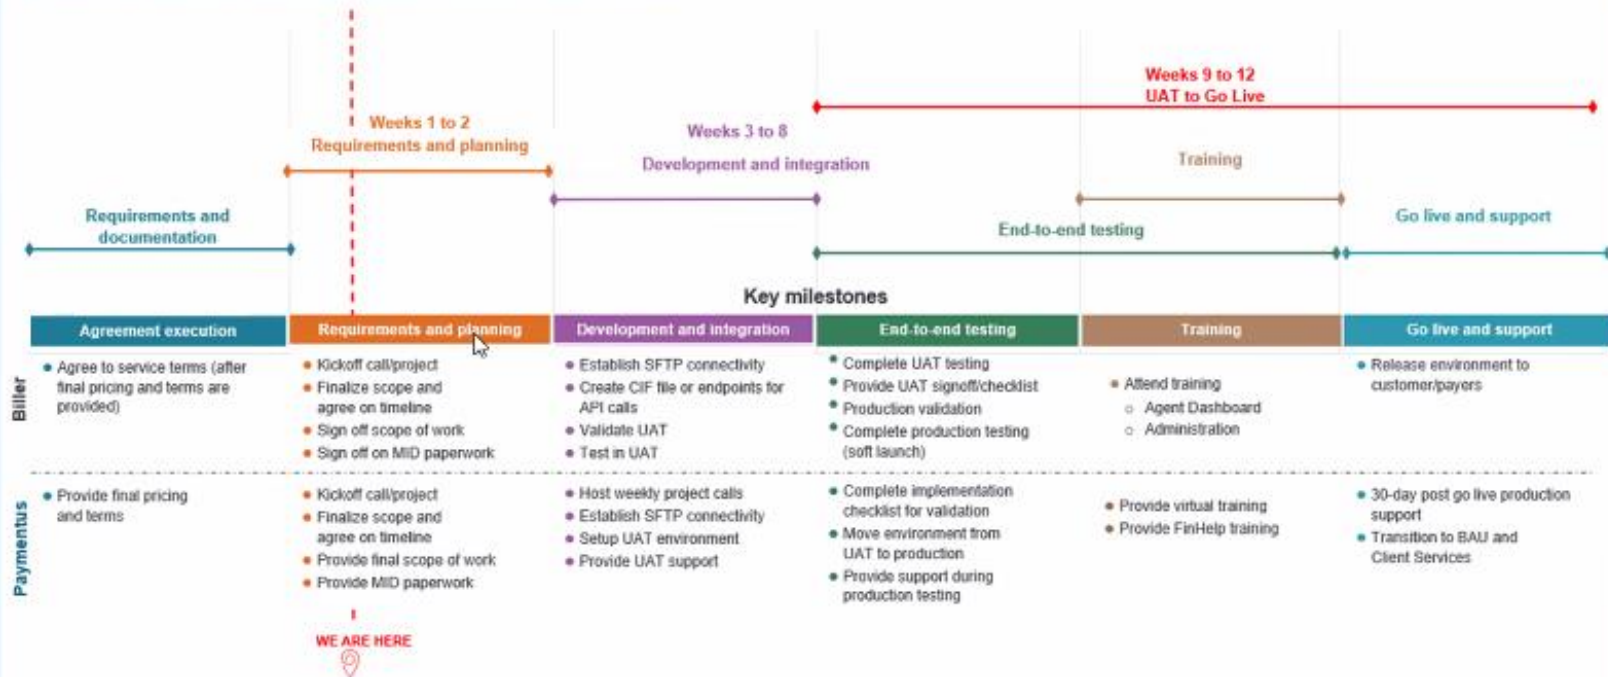 Weeks 9 to 12
UAT to Go Live
Weeks 1 to 2
Requirements and planning
Weeks 3 to 8
Development and integration
Training
Requirements and
documentation
End-to-end testing
Go live and support
Key milestones
Agreement execution
Requirements and planning
Development and integration
End-to-end testing
Training
Go live and support
Biller
Agree to service terms (after
final pricing and terms are
provided)
Kickoff call/project
Finalize scope and
agree on timeline
Sign off scope of work
Sign off on MID paperwork
Establish SFTP connectivity
Create CIF file or endpoints for
API calls
Validate UAT
Test in UAT
Complete UAT testing
Provide UAT signoff/checklist
Production validation
Complete production testing
(soft launch)
Attend training
Agent Dashboard
Administration
Release environment to
customer/payers
Paymentus
Provide final pricing
and terms
Kickoff call/project
Finalize scope and
agree on timeline
Provide final scope of work
Provide MID paperwork
Host weekly project calls
Establish SFTP connectivity
Setup UAT environment
Provide UAT support
Complete implementation
checklist for validation
Move environment from
UAT to production
Provide support during
production testing
Provide virtual training
Provide FinHelp training
30-day post go live production
support
Transition to BAU and
Client Services
WE ARE HERE